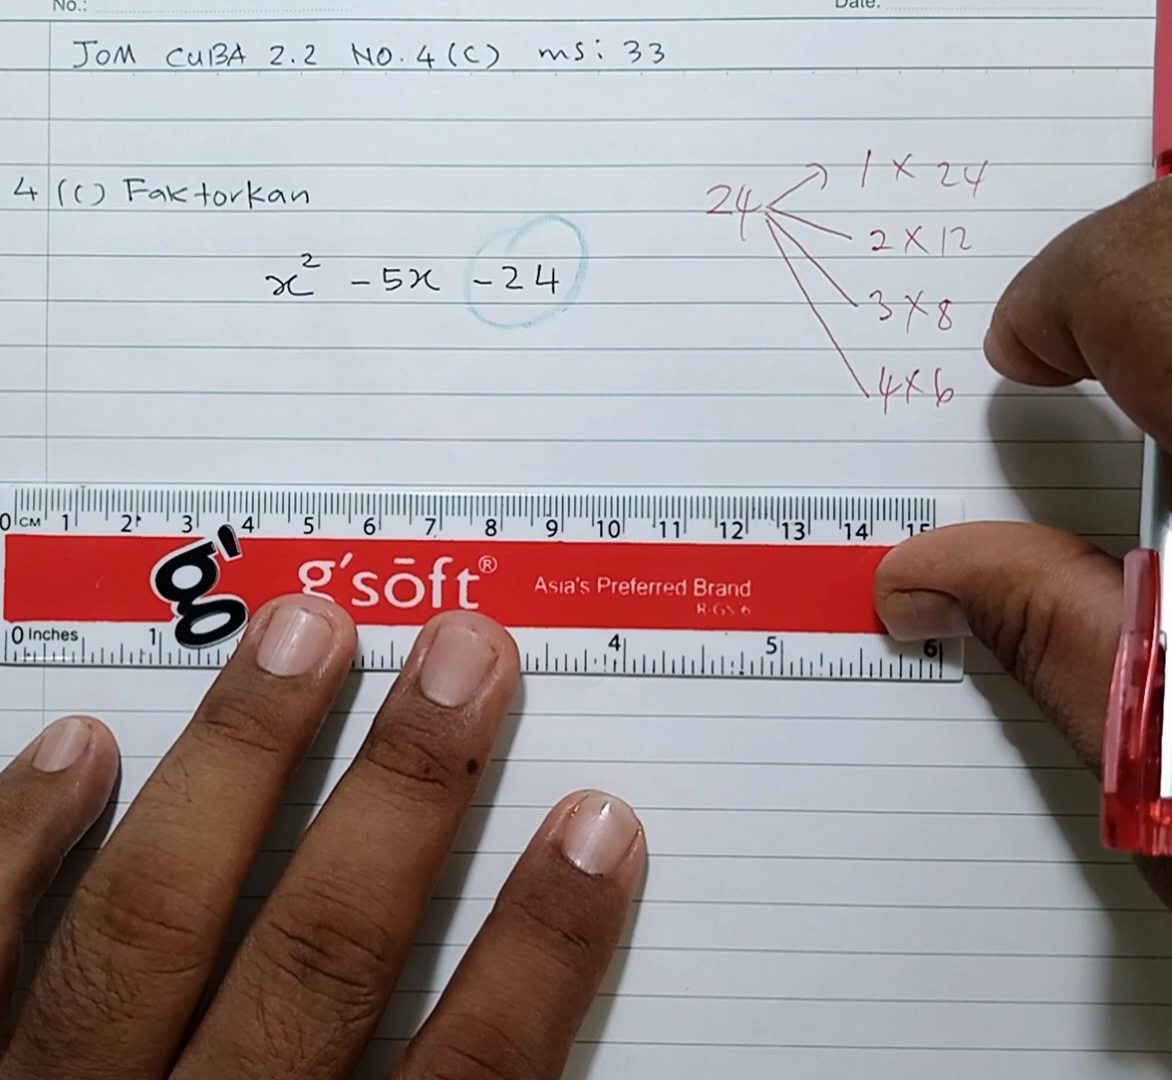 No.:
Date:
JOM CUBA 2.2 NO. 4 (C) ms: 33
4 (C) Faktorkan
x² - 5x - 24
24
1 x 24
2 x 12
3 x 8
4 x 6
0 CM 1 2 3 4 5 6 7 8 9 10 11 12 13 14 15
g'sōft® Asia's Preferred Brand
0 Inches 1 4 5 6